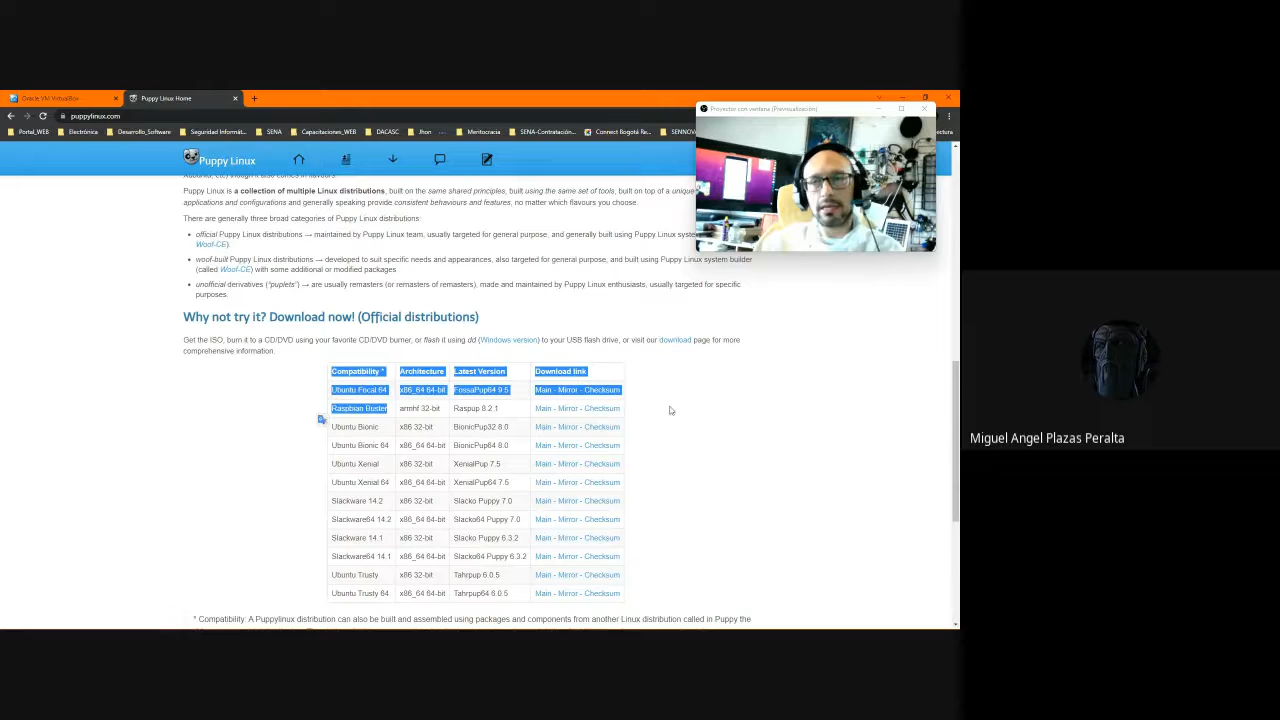 Oracle VM VirtualBox
Puppy Linux Home
puppylinux.com
Portal_WEB
Electrónica
Desarrollo_Software
Seguridad Informát...
SENA
Capacitaciones_WEB
DACASC
Jhon
Meritocracia
SENA-Contratación...
Connect Bogotá Re...
SENNOV
Proyector con ventana (Previsualización)
Puppy Linux
Puppy Linux is a collection of multiple Linux distributions, built on the same shared principles, built using the same set of tools, built on top of a unique
applications and configurations and generally speaking provide consistent behaviours and features, no matter which flavours you choose.
There are generally three broad categories of Puppy Linux distributions:
official Puppy Linux distributions → maintained by Puppy Linux team, usually targeted for general purpose, and generally built using Puppy Linux syste
Woof-CE).
woof-built Puppy Linux distributions → developed to suit specific needs and appearances, also targeted for general purpose, and built using Puppy Linux system builder
(called Woof-CE) with some additional or modified packages
unofficial derivatives ("puplets") → are usually remasters (or remasters of remasters), made and maintained by Puppy Linux enthusiasts, usually targeted for specific
purposes.
Why not try it? Download now! (Official distributions)
Get the ISO, burn it to a CD/DVD using your favorite CD/DVD burner, or flash it using dd (Windows version) to your USB flash drive, or visit our download page for more
comprehensive information.
Compatibility * Architecture Latest Version Download link
Ubuntu Focal 64 x86_64 64-bit FossaPup64 9.5 Main - Mirror - Checksum
Raspbian Buster armhf 32-bit Raspup 8.2.1 Main - Mirror - Checksum
Ubuntu Bionic x86 32-bit BionicPup32 8.0 Main - Mirror - Checksum
Ubuntu Bionic 64 x86_64 64-bit BionicPup64 8.0 Main - Mirror - Checksum
Ubuntu Xenial x86 32-bit XenialPup 7.5 Main - Mirror - Checksum
Ubuntu Xenial 64 x86_64 64-bit XenialPup64 7.5 Main - Mirror - Checksum
Slackware 14.2 x86 32-bit Slacko Puppy 7.0 Main - Mirror - Checksum
Slackware64 14.2 x86_64 64-bit Slacko64 Puppy 7.0 Main - Mirror - Checksum
Slackware 14.1 x86 32-bit Slacko Puppy 6.3.2 Main - Mirror - Checksum
Slackware64 14.1 x86_64 64-bit Slacko64 Puppy 6.3.2 Main - Mirror - Checksum
Ubuntu Trusty x86 32-bit Tahrpup 6.0.5 Main - Mirror - Checksum
Ubuntu Trusty 64 x86_64 64-bit Tahrpup64 6.0.5 Main - Mirror - Checksum
* Compatibility: A Puppylinux distribution can also be built and assembled using packages and components from another Linux distribution called in Puppy the
Miguel Angel Plazas Peralta